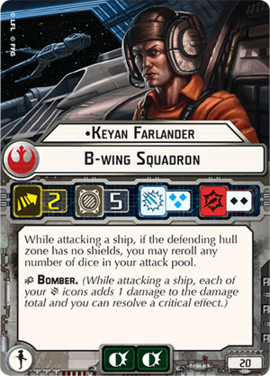 © LFL © FFG
•Keyan Farlander
B-wing Squadron
2
5
While attacking a ship, if the defending hull
zone has no shields, you may reroll any
number of dice in your attack pool.
Bomber. (While attacking a ship, each of
your icons adds 1 damage to the damage
total and you can resolve a critical effect.)
20